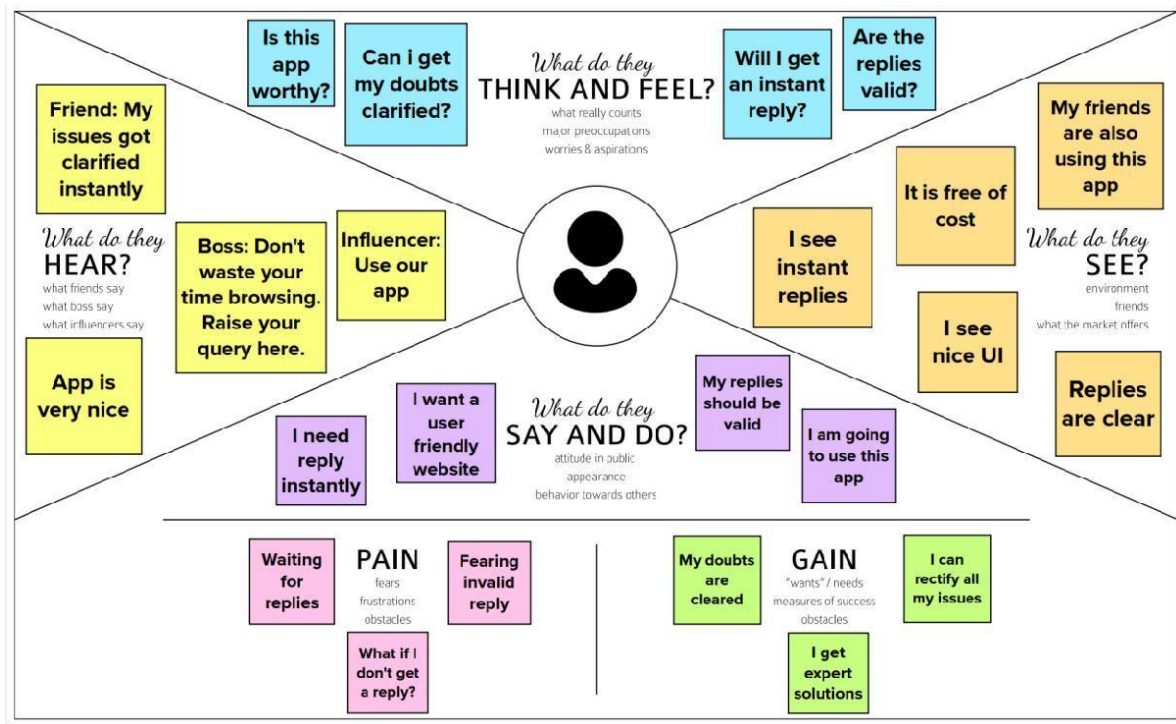 Is this
app
worthy?
Can i get
my doubts
clarified?
What do they
THINK AND FEEL?
what really counts
major preoccupations
worries & aspirations
Will I get
an instant
reply?
Are the
replies
valid?
Friend: My
issues got
clarified
instantly
What do they
HEAR?
what friends say
what boss say
what influencers say
Boss: Don't
waste your
time browsing.
Raise your
query here.
Influencer:
Use our
app
App is
very nice
My friends
are also
using this
app
It is free of
cost
I see
instant
replies
What do they
SEE?
environment
friends
what the market offers
I see
nice UI
Replies
are clear
I need
reply
instantly
I want a
user
friendly
website
What do they
SAY AND DO?
attitude in public
appearance
behavior towards others
My replies
should be
valid
I am going
to use this
app
Waiting
for
replies
PAIN
fears
frustrations
obstacles
Fearing
invalid
reply
What if I
don't get
a reply?
My doubts
are
cleared
GAIN
"wants" / needs
measures of success
obstacles
I can
rectify all
my issues
I get
expert
solutions